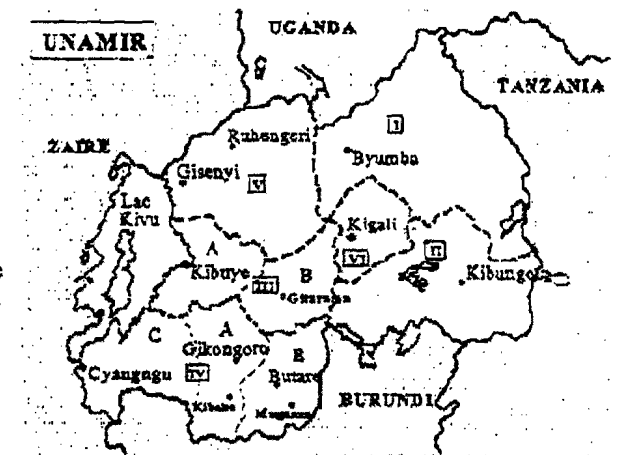 UNAMIR
UGANDA
TANZANIA
ZAIRE
Ruhengeri
I
Byumba
Gisenyi
V
Lac
Kivu
Kigali
A
VI
II
Kibuye
III
B
Kibungo
Gitarama
C
A
Gikongoro
B
Cyangugu
IV
Butare
BURUNDI